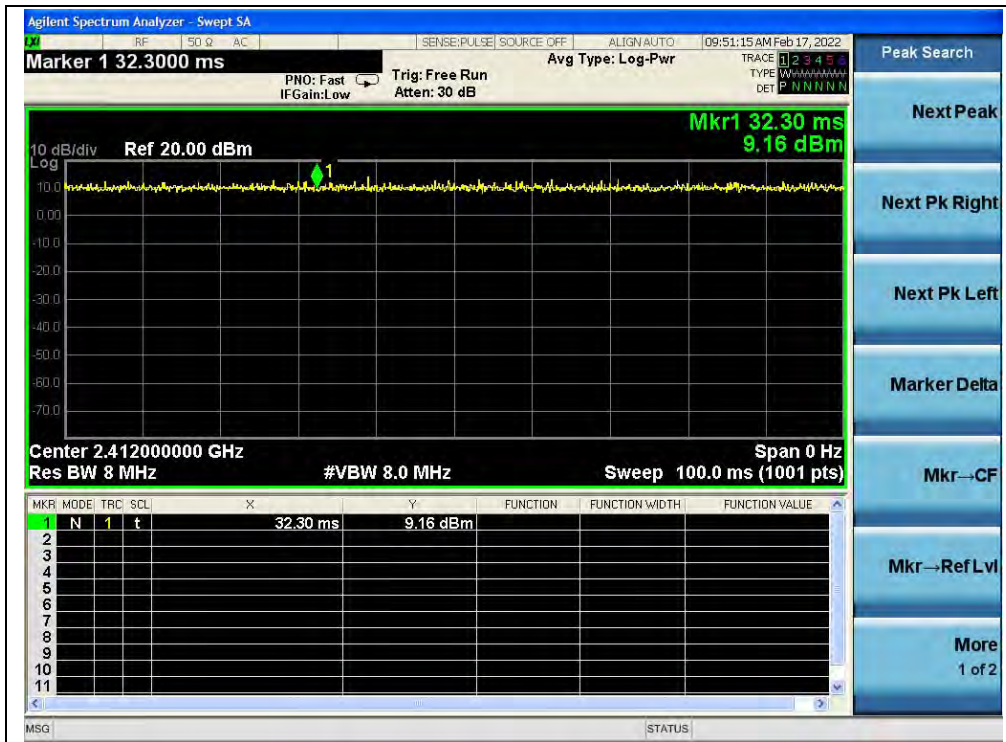 Agilent Spectrum Analyzer - Swept SA
LXI RF 50 Ω AC SENSE:PULSE SOURCE OFF ALIGN AUTO 09:51:15 AM Feb 17, 2022
Marker 1 32.3000 ms
PNO: Fast
IFGain:Low
Trig: Free Run
Atten: 30 dB
Avg Type: Log-Pwr
TRACE 1 2 3 4 5 6
TYPE W
DET P N N N N N
Mkr1 32.30 ms
9.16 dBm
10 dB/div Ref 20.00 dBm
Log
1
10.0
0.00
-10.0
-20.0
-30.0
-40.0
-50.0
-60.0
-70.0
Center 2.412000000 GHz Span 0 Hz
Res BW 8 MHz #VBW 8.0 MHz Sweep 100.0 ms (1001 pts)
MKR MODE TRC SCL X Y FUNCTION FUNCTION WIDTH FUNCTION VALUE
1 N 1 t 32.30 ms 9.16 dBm
2
3
4
5
6
7
8
9
10
11
MSG STATUS
Peak Search
Next Peak
Next Pk Right
Next Pk Left
Marker Delta
Mkr→CF
Mkr→Ref Lvl
More
1 of 2